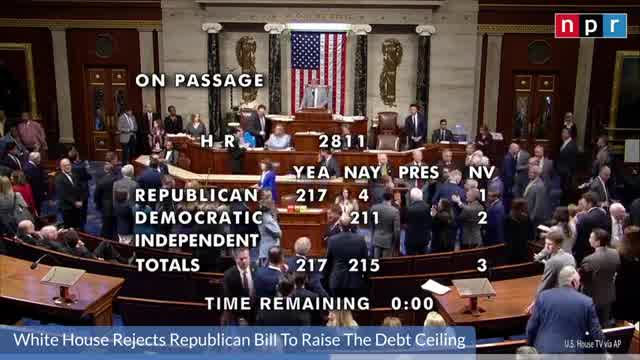 npr
ON PASSAGE
H R 2811
YEA NAY PRES NV
REPUBLICAN 217 4 1
DEMOCRATIC 211 2
INDEPENDENT
TOTALS 217 215 3
TIME REMAINING 0:00
White House Rejects Republican Bill To Raise The Debt Ceiling
U.S. House TV via AP